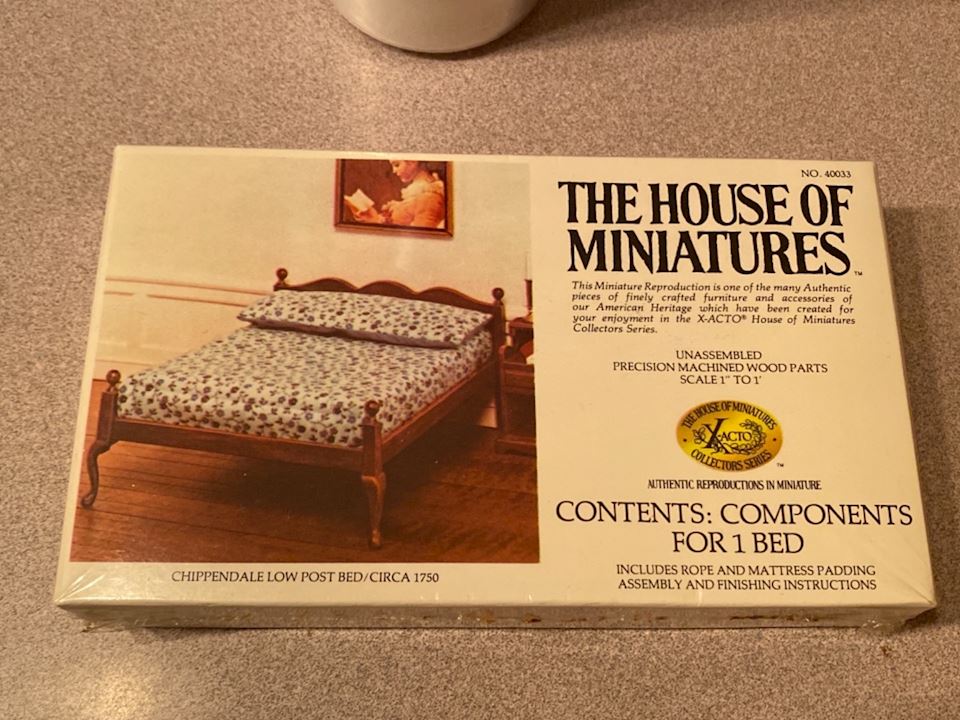 NO. 40033
THE HOUSE OF
MINIATURES™
This Miniature Reproduction is one of the many Authentic
pieces of finely crafted furniture and accessories of
our American Heritage which have been created for
your enjoyment in the X-ACTO® House of Miniatures
Collectors Series.
UNASSEMBLED
PRECISION MACHINED WOOD PARTS
SCALE 1" TO 1'
THE HOUSE OF MINIATURES
X-ACTO
COLLECTORS SERIES ™
AUTHENTIC REPRODUCTIONS IN MINIATURE
CONTENTS: COMPONENTS
FOR 1 BED
INCLUDES ROPE AND MATTRESS PADDING
ASSEMBLY AND FINISHING INSTRUCTIONS
CHIPPENDALE LOW POST BED/CIRCA 1750